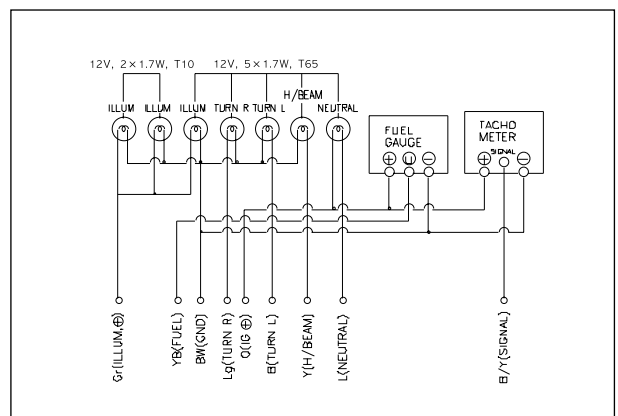 12V, 2×1.7W, T10 12V, 5×1.7W, T65
H/BEAM
ILLUM ILLUM ILLUM TURN R TURN L NEUTRAL
FUEL
GAUGE
⊕ U ⊖
TACHO
METER
SIGNAL
⊕ ⊖
Gr(ILLUM,⊕)
YB(FUEL)
BW(GND)
Lg(TURN R)
O(IG ⊕)
B(TURN L)
Y(H/BEAM)
L(NEUTRAL)
B/Y(SIGNAL)